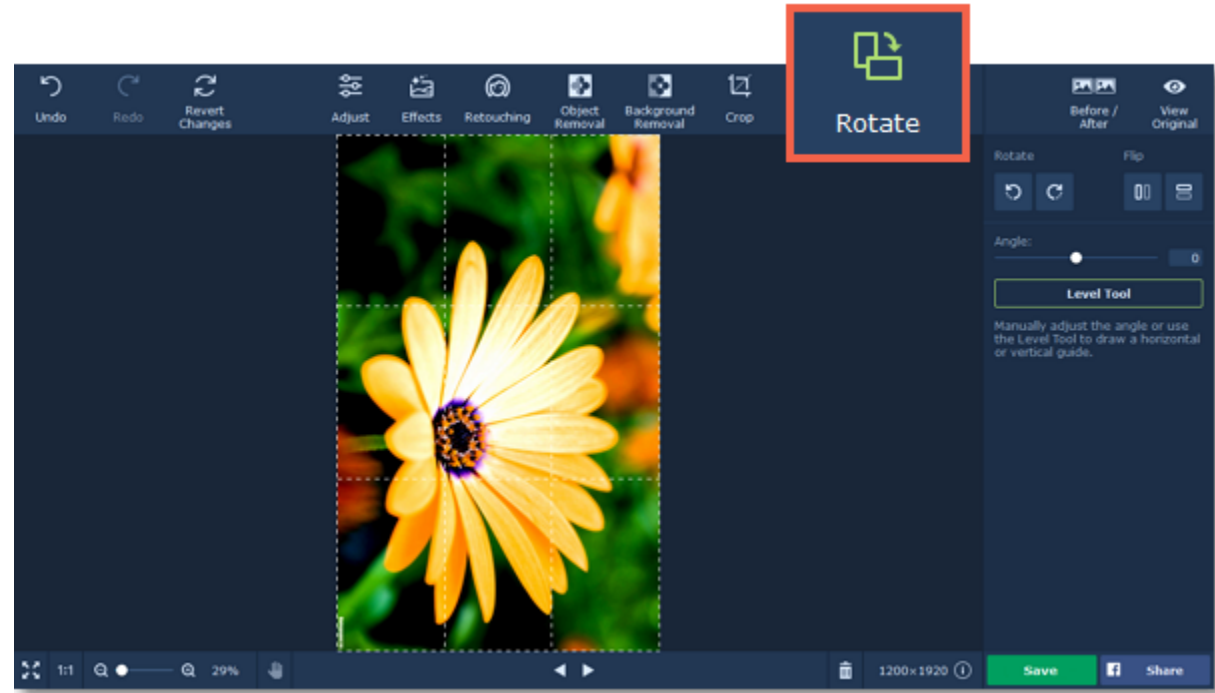 Undo
Redo
Revert
Changes
Adjust
Effects
Retouching
Object
Removal
Background
Removal
Crop
Rotate
Before /
After
View
Original
Rotate
Flip
Angle:
0
Level Tool
Manually adjust the angle or use
the Level Tool to draw a horizontal
or vertical guide.
1:1
29%
1200×1920
Save
Share